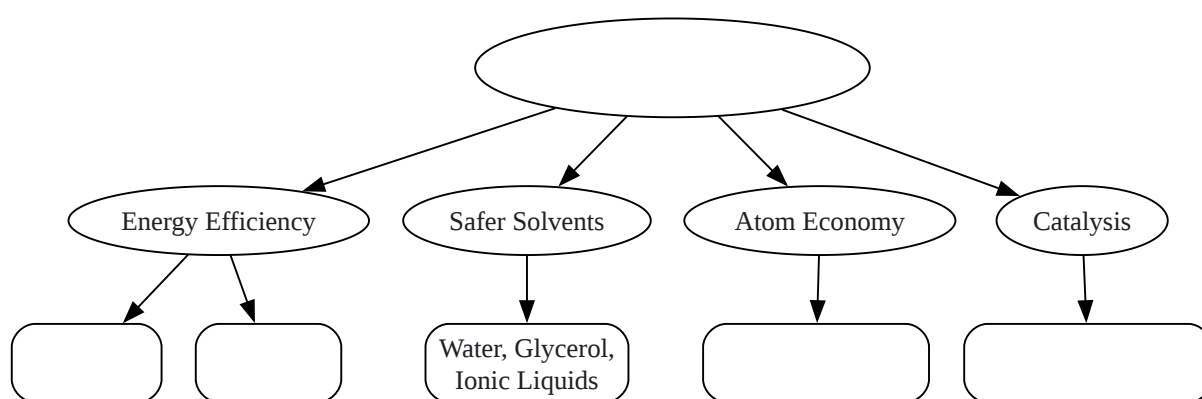 Energy Efficiency
Safer Solvents
Atom Economy
Catalysis
Water, Glycerol,
Ionic Liquids